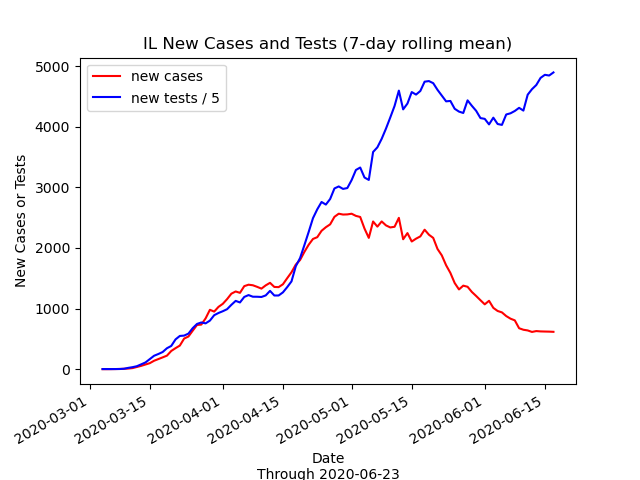 IL New Cases and Tests (7-day rolling mean)
new cases
new tests / 5
New Cases or Tests
5000
4000
3000
2000
1000
0
2020-03-01
2020-03-15
2020-04-01
2020-04-15
2020-05-01
2020-05-15
2020-06-01
2020-06-15
Date
Through 2020-06-23